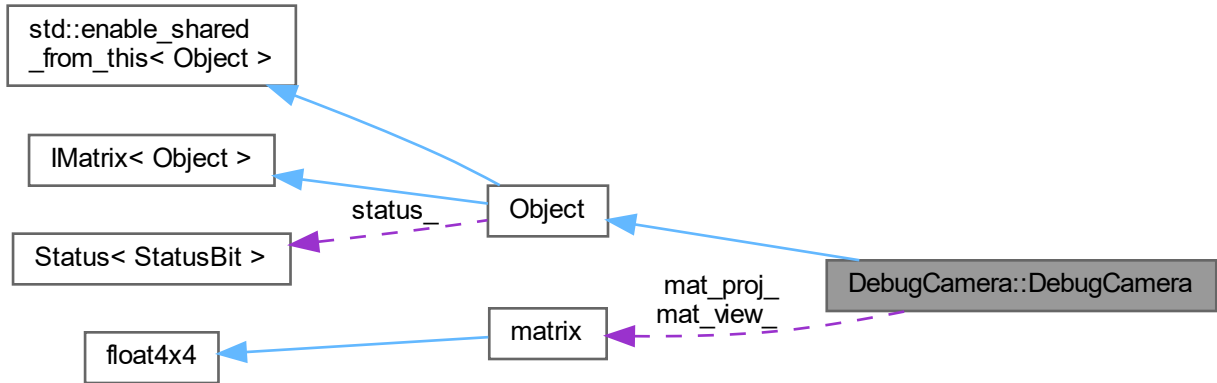 std::enable_shared
_from_this< Object >
IMatrix< Object >
Object
status_
Status< StatusBit >
DebugCamera::DebugCamera
mat_proj_
mat_view_
matrix
float4x4